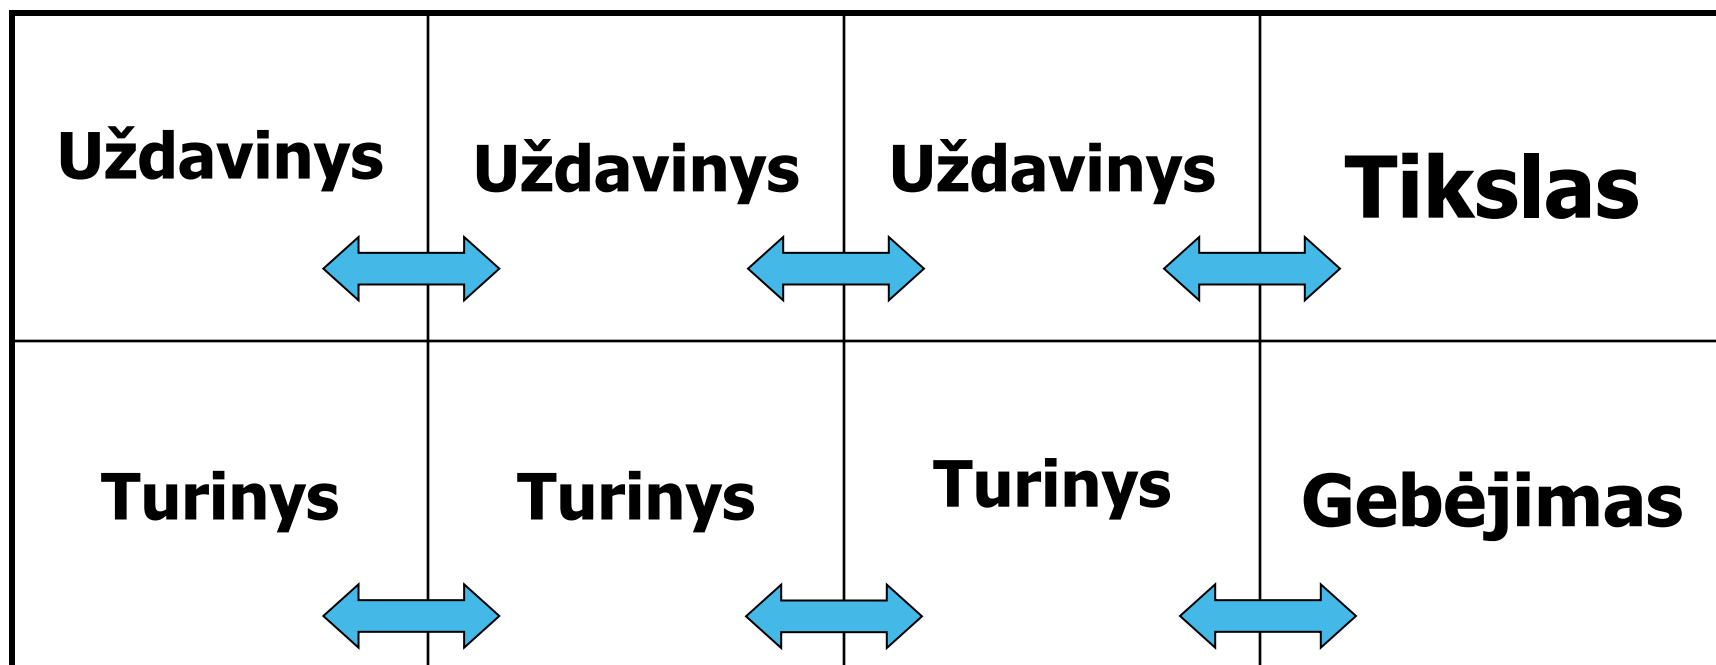 Uždavinys
Uždavinys
Uždavinys
Tikslas
Turinys
Turinys
Turinys
Gebėjimas